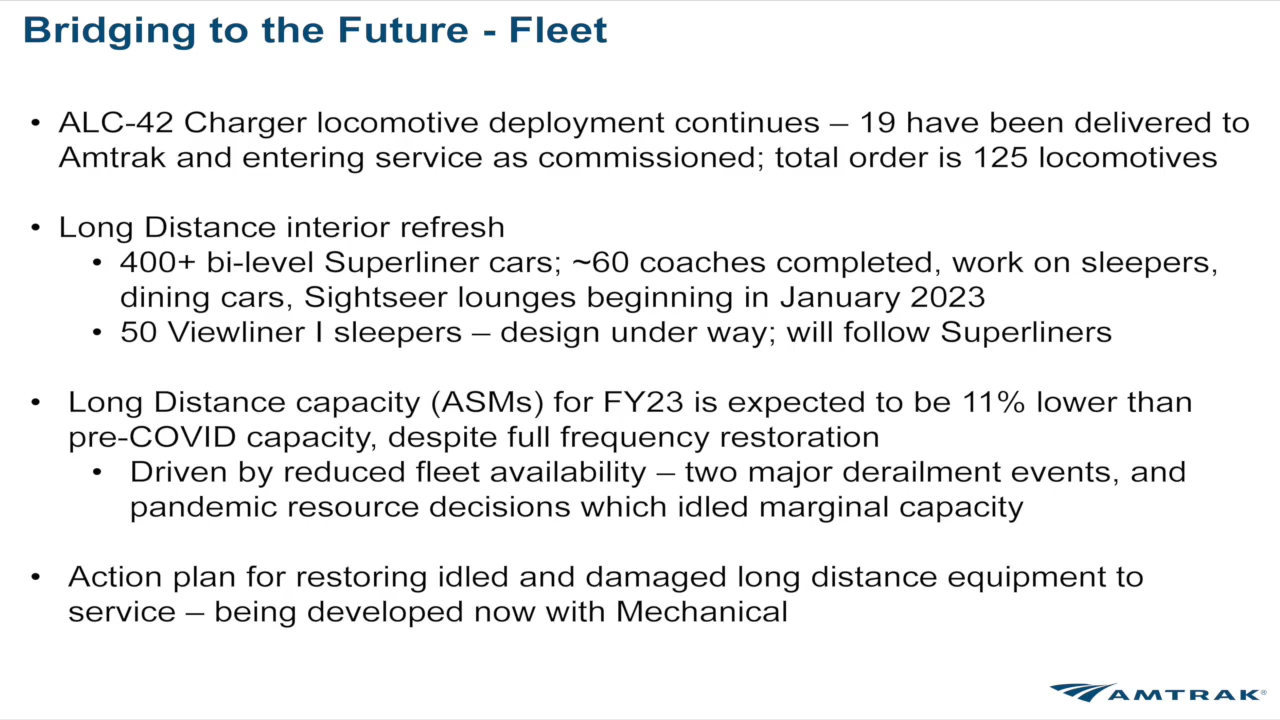 Bridging to the Future - Fleet
• ALC-42 Charger locomotive deployment continues – 19 have been delivered to
Amtrak and entering service as commissioned; total order is 125 locomotives
• Long Distance interior refresh
• 400+ bi-level Superliner cars; ~60 coaches completed, work on sleepers,
dining cars, Sightseer lounges beginning in January 2023
• 50 Viewliner I sleepers – design under way; will follow Superliners
• Long Distance capacity (ASMs) for FY23 is expected to be 11% lower than
pre-COVID capacity, despite full frequency restoration
• Driven by reduced fleet availability – two major derailment events, and
pandemic resource decisions which idled marginal capacity
• Action plan for restoring idled and damaged long distance equipment to
service – being developed now with Mechanical
AMTRAK®